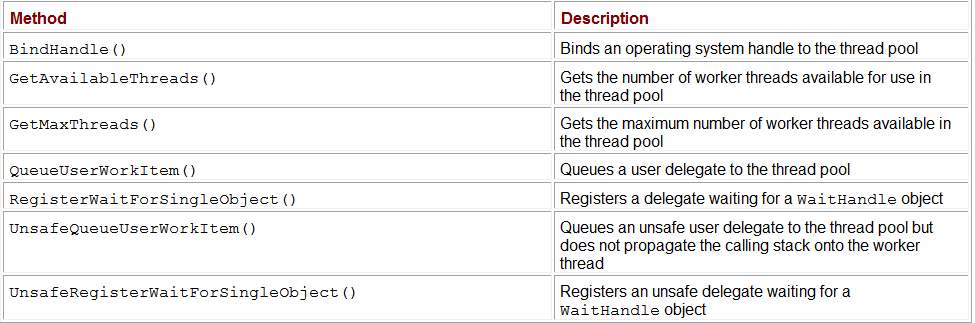 Method Description
BindHandle() Binds an operating system handle to the thread pool
GetAvailableThreads() Gets the number of worker threads available for use in
the thread pool
GetMaxThreads() Gets the maximum number of worker threads available in
the thread pool
QueueUserWorkItem() Queues a user delegate to the thread pool
RegisterWaitForSingleObject() Registers a delegate waiting for a WaitHandle object
UnsafeQueueUserWorkItem() Queues an unsafe user delegate to the thread pool but
does not propagate the calling stack onto the worker
thread
UnsafeRegisterWaitForSingleObject() Registers an unsafe delegate waiting for a
WaitHandle object